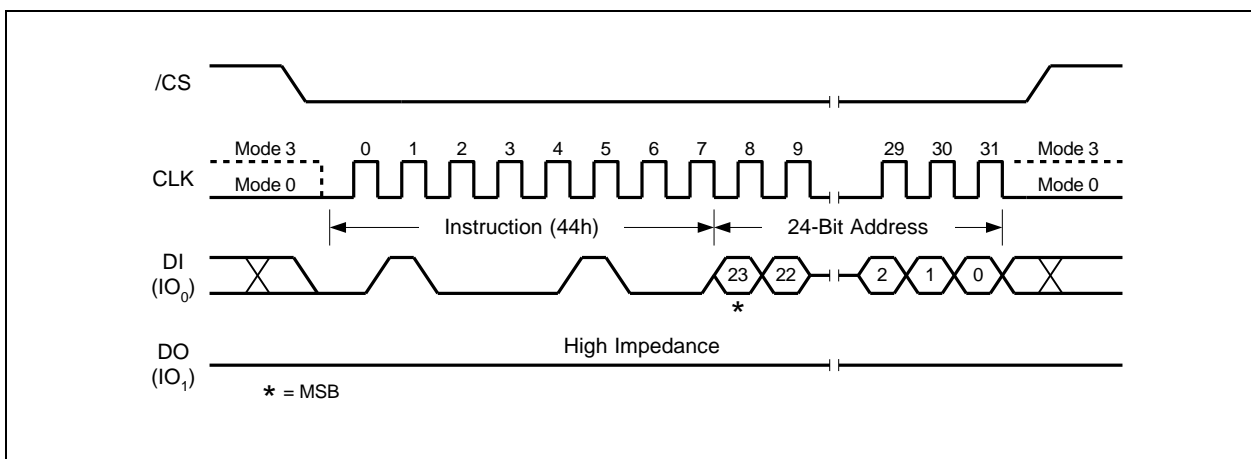 /CS
Mode 3 0 1 2 3 4 5 6 7 8 9 29 30 31 Mode 3
CLK
Mode 0 Mode 0
Instruction (44h) 24-Bit Address
DI
(IO0)
23 22 2 1 0
*
High Impedance
DO
(IO1)
* = MSB